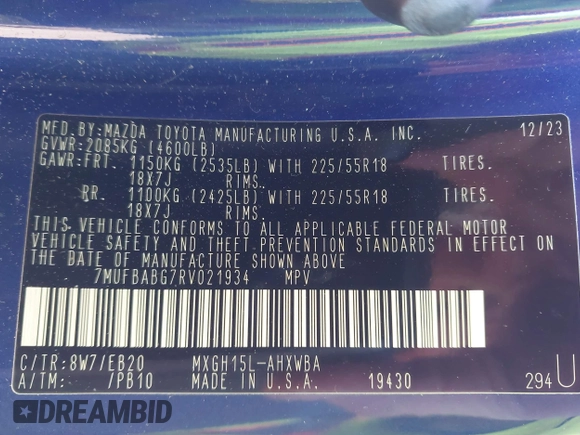 MFD.BY:MAZDA TOYOTA MANUFACTURING U.S.A. INC. 12/23
GVWR:2085KG (4600LB)
GAWR:FRT. 1150KG (2535LB) WITH 225/55R18 TIRES.
18X7J RIMS.
RR. 1100KG (2425LB) WITH 225/55R18 TIRES.
18X7J RIMS.
THIS VEHICLE CONFORMS TO ALL APPLICABLE FEDERAL MOTOR
VEHICLE SAFETY AND THEFT PREVENTION STANDARDS IN EFFECT ON
THE DATE OF MANUFACTURE SHOWN ABOVE
7MUFBABG7RV021934 MPV
C/TR:8W7/EB20 MXGH15L-AHXWBA
A/TM: /PB10 MADE IN U.S.A. 19430 294U
DREAMBID